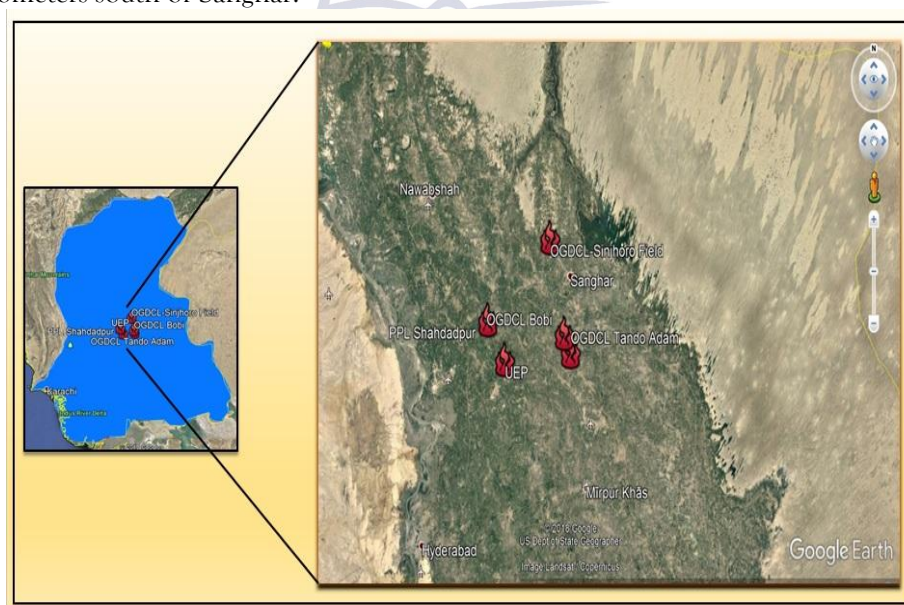 ometers south of Sanghar.
N
Nawabshah
OGDCL-Sinjhoro Field
Sanghar
OGDCL Bobi
PPL Shahdadpur
OGDCL Tando Adam
UEP
Mīrpur Khās
© 2018 Google
US Dept of State Geographer
Hyderabad
Image Landsat / Copernicus
Google Earth
OGDCL-Sinjhoro Field
UEP
OGDCL Bobi
PPL Shahdadpur
OGDCL Tando Adam
Karachi
Indus River Delta